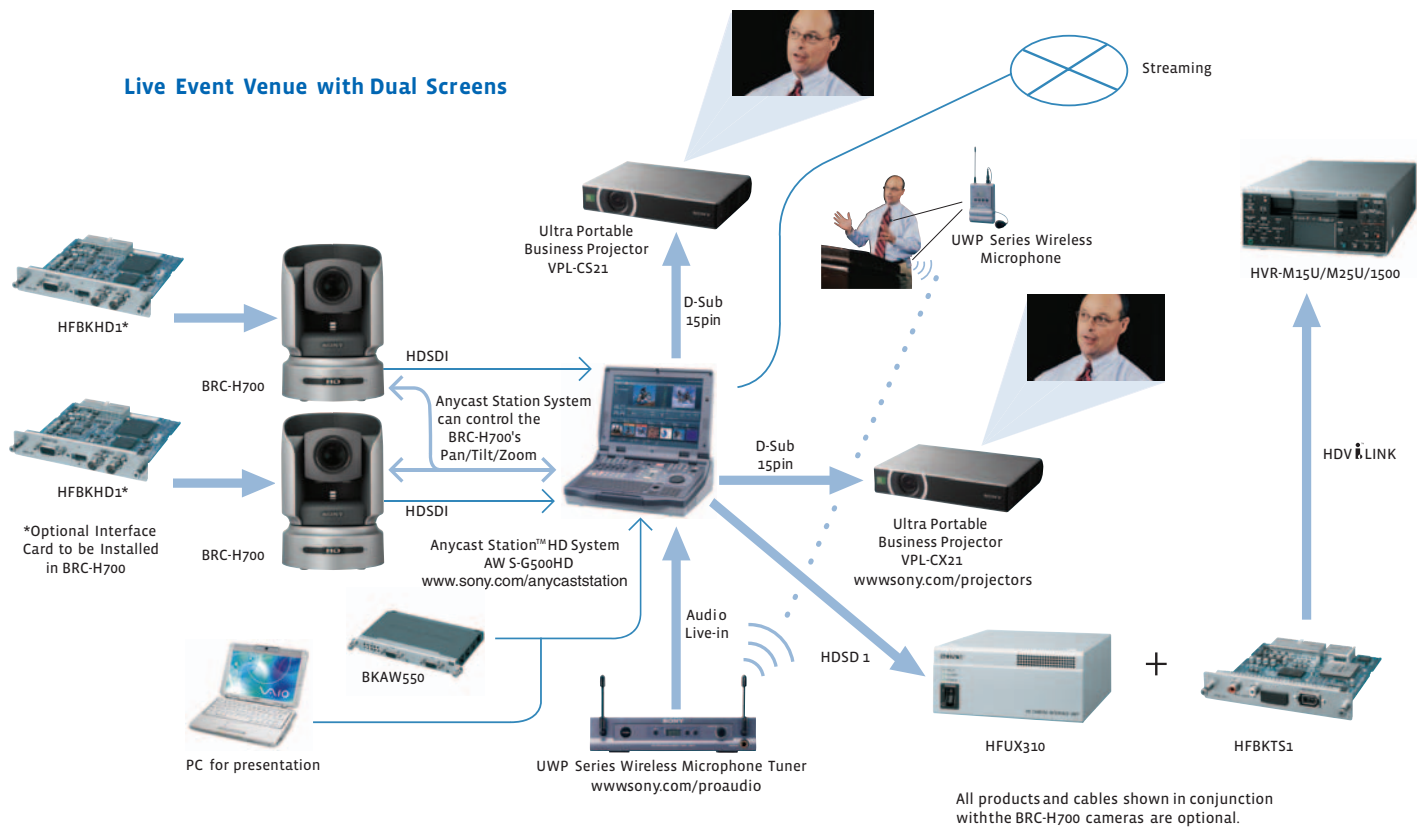 Live Event Venue with Dual Screens
Streaming
Ultra Portable
Business Projector
VPL-CS21
UWP Series Wireless
Microphone
HVR-M15U/M25U/1500
HFBKHD1*
BRC-H700
HDSDI
D-Sub
15pin
Anycast Station System
can control the
BRC-H700's
Pan/Tilt/Zoom
D-Sub
15pin
HDV i.LINK
HFBKHD1*
*Optional Interface
Card to be Installed
in BRC-H700
BRC-H700
HDSDI
Anycast Station™HD System
AW S-G500HD
www.sony.com/anycaststation
Ultra Portable
Business Projector
VPL-CX21
wwwsony.com/projectors
Audio
Live-in
HDSD 1
BKAW550
VAIO
SONY
+
PC for presentation
UWP Series Wireless Microphone Tuner
wwwsony.com/proaudio
HFUX310
HFBKTS1
All products and cables shown in conjunction
withthe BRC-H700 cameras are optional.